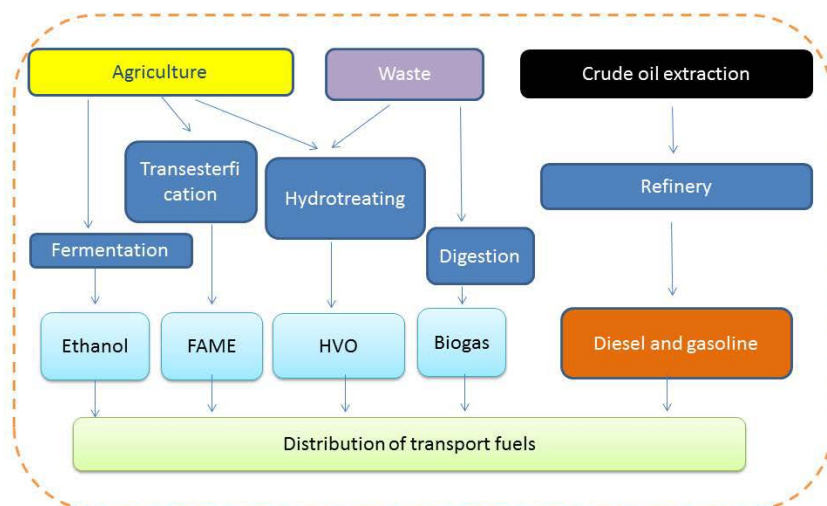 Agriculture
Waste
Crude oil extraction
Transesterfi
cation
Hydrotreating
Refinery
Fermentation
Digestion
Ethanol
FAME
HVO
Biogas
Diesel and gasoline
Distribution of transport fuels